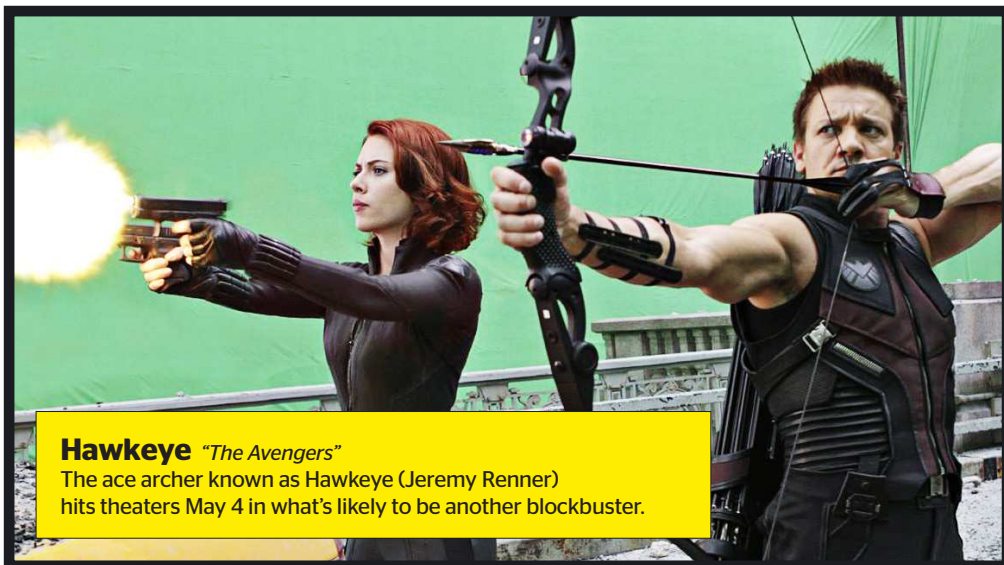 Hawkeye “The Avengers”
The ace archer known as Hawkeye (Jeremy Renner)
hits theaters May 4 in what’s likely to be another blockbuster.